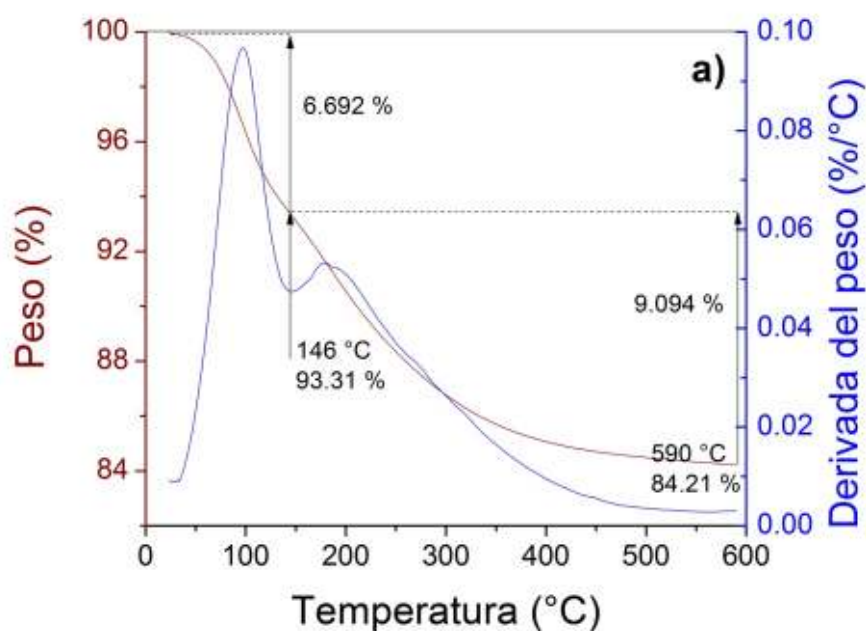 a)
6.692 %
9.094 %
146 °C
93.31 %
590 °C
84.21 %
Peso (%)
100
96
92
88
84
Derivada del peso (%/°C)
0.10
0.08
0.06
0.04
0.02
0.00
0 100 200 300 400 500 600
Temperatura (°C)